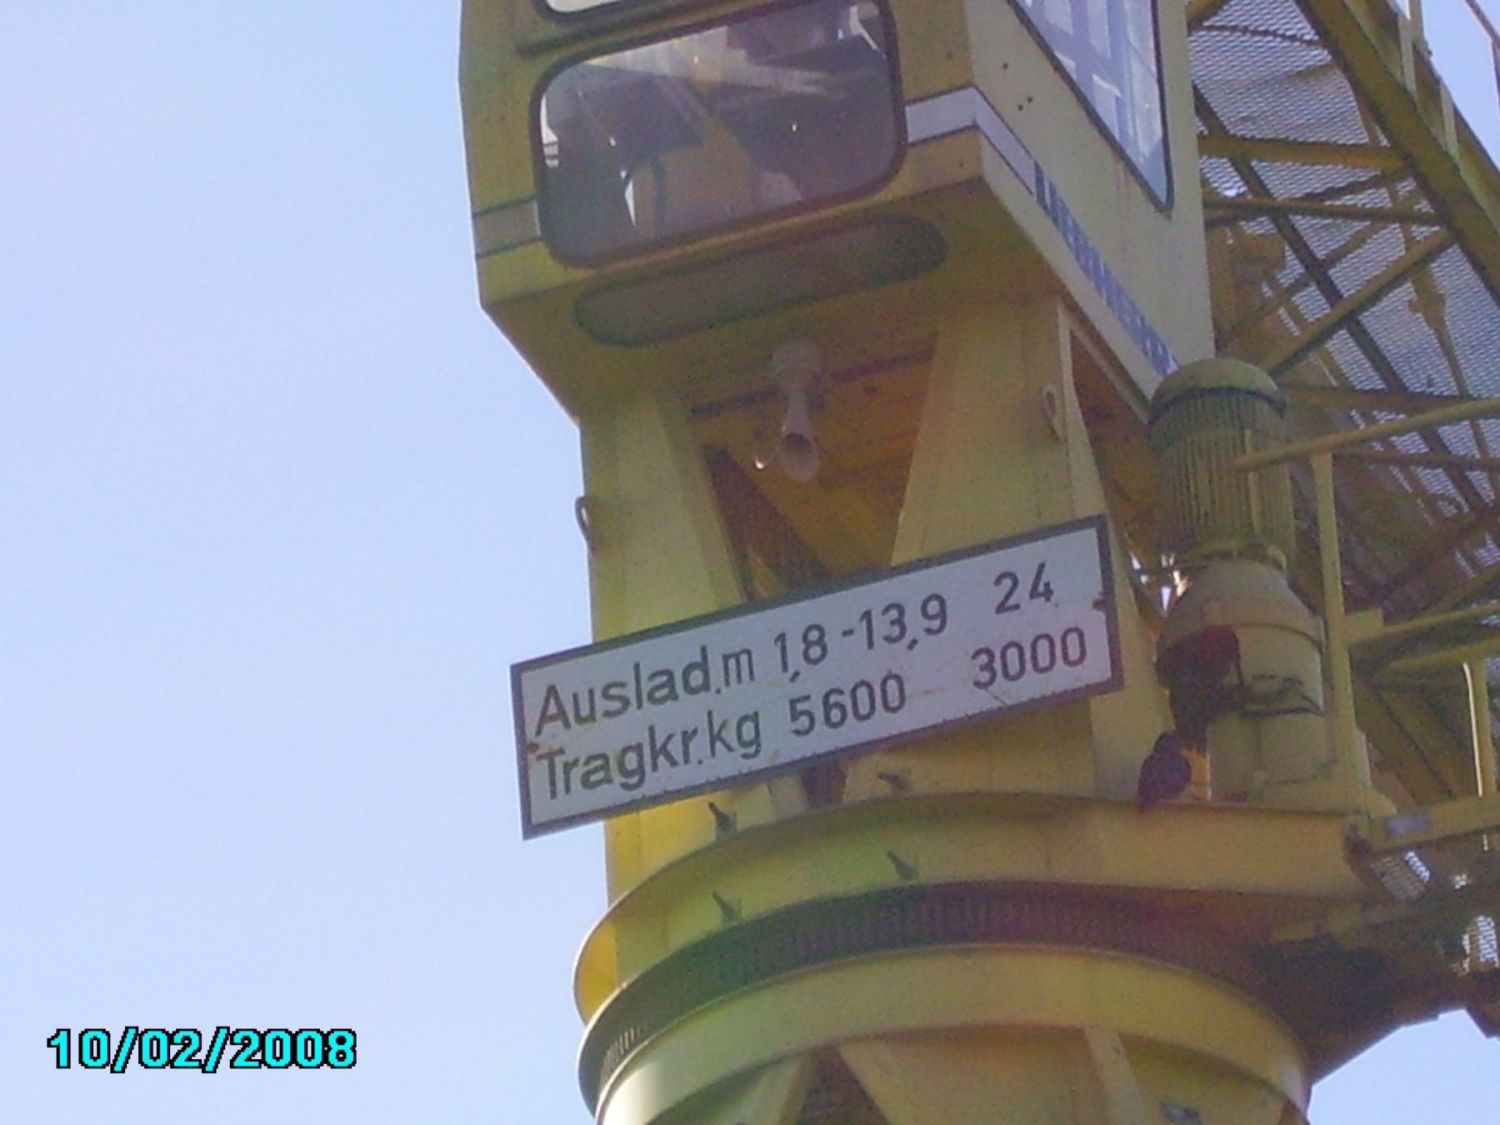 Auslad.m 1,8-13,9 24
Tragkr.kg 5600 3000
10/02/2008